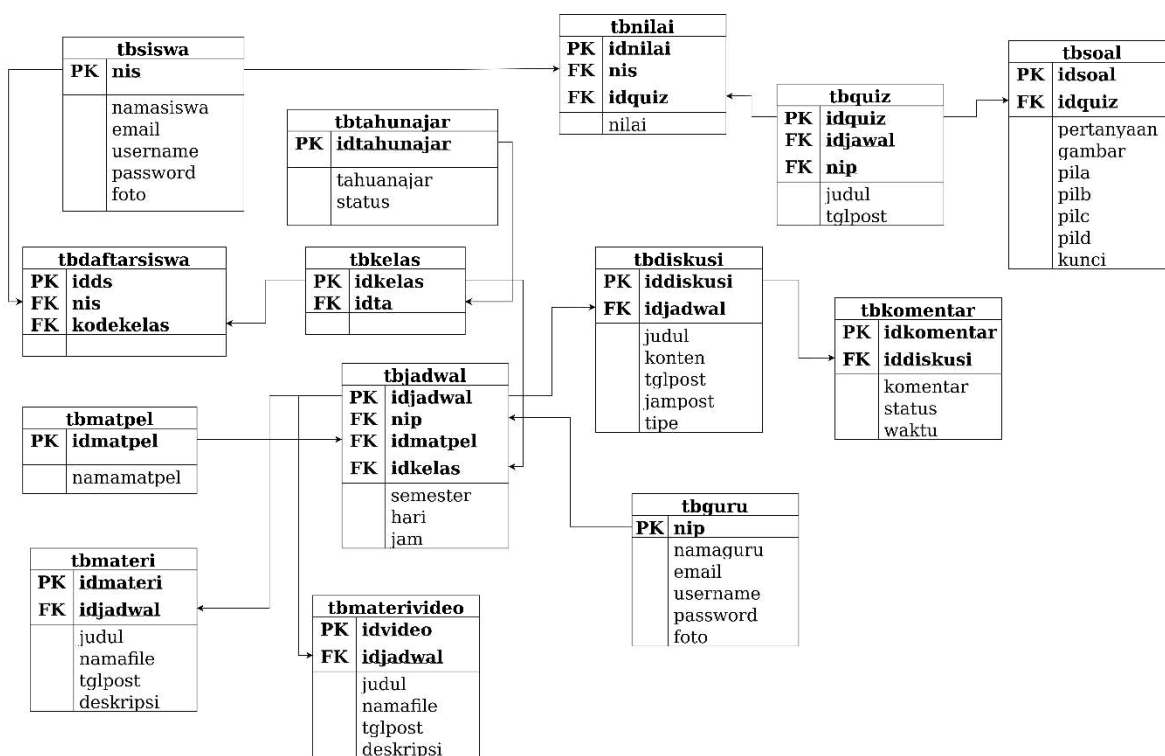 tbsiswa
PK nis
namasiswa
email
username
password
foto
tbnilai
PK idnilai
FK nis
FK idquiz
nilai
tbsoal
PK idsoal
FK idquiz
pertanyaan
gambar
pila
pilb
pilc
pild
kunci
tbquiz
PK idquiz
FK idjawal
FK nip
judul
tglpost
tbtahunajar
PK idtahunajar
tahuanajar
status
tbdaftarsiswa
PK idds
FK nis
FK kodekelas
tbkelas
PK idkelas
FK idta
tbdiskusi
PK iddiskusi
FK idjadwal
judul
konten
tglpost
jampost
tipe
tbkomentar
PK idkomentar
FK iddiskusi
komentar
status
waktu
tbjadwal
PK idjadwal
FK nip
FK idmatpel
FK idkelas
semester
hari
jam
tbmatpel
PK idmatpel
namamatpel
tbguru
PK nip
namaguru
email
username
password
foto
tbmateri
PK idmateri
FK idjadwal
judul
namafile
tglpost
deskripsi
tbmaterivideo
PK idvideo
FK idjadwal
judul
namafile
tglpost
deskripsi